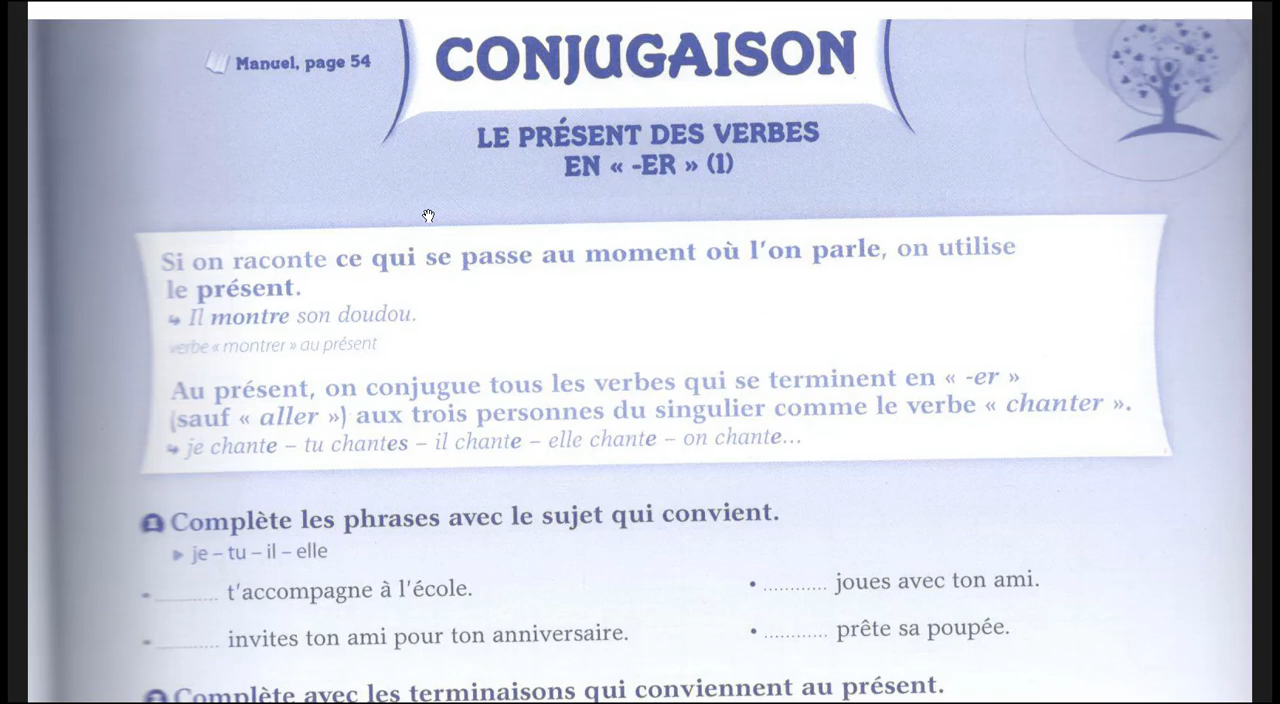 Manuel, page 54
CONJUGAISON
LE PRÉSENT DES VERBES
EN « -ER » (1)
Si on raconte ce qui se passe au moment où l'on parle, on utilise
le présent.
↪ Il montre son doudou.
verbe « montrer » au présent
Au présent, on conjugue tous les verbes qui se terminent en « -er »
(sauf « aller ») aux trois personnes du singulier comme le verbe « chanter ».
↪ je chante – tu chantes – il chante – elle chante – on chante...
1 Complète les phrases avec le sujet qui convient.
▶ je – tu – il – elle
• ............ t'accompagne à l'école.
• ............ joues avec ton ami.
• ............ invites ton ami pour ton anniversaire.
• ............ prête sa poupée.
2 Complète avec les terminaisons qui conviennent au présent.